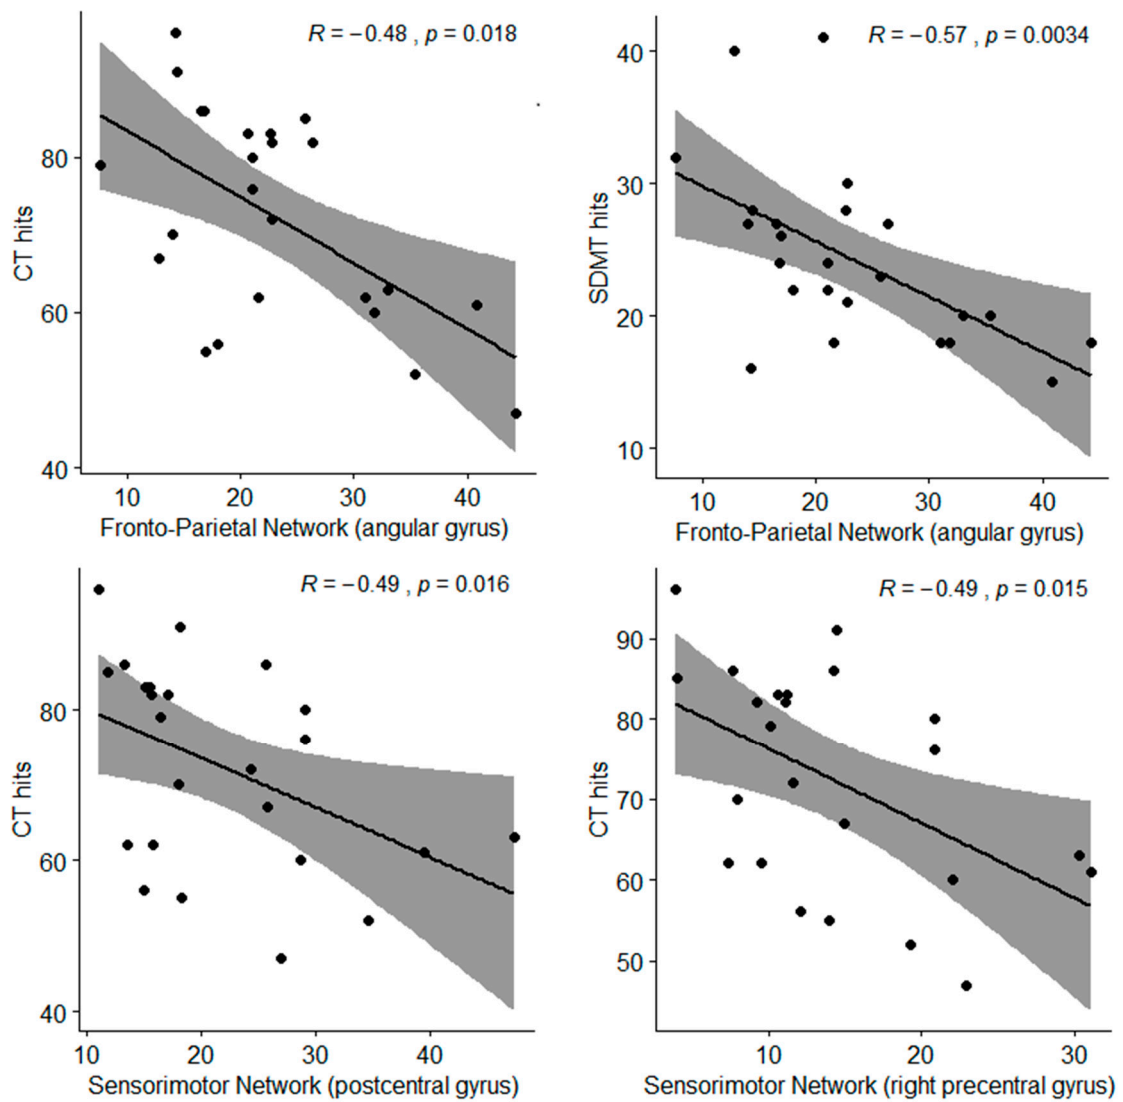 R = −0.48 , p = 0.018
CT hits
80
60
40
10 20 30 40
Fronto-Parietal Network (angular gyrus)
R = −0.57 , p = 0.0034
SDMT hits
40
30
20
10
10 20 30 40
Fronto-Parietal Network (angular gyrus)
R = −0.49 , p = 0.016
CT hits
80
60
40
10 20 30 40
Sensorimotor Network (postcentral gyrus)
R = −0.49 , p = 0.015
CT hits
90
80
70
60
50
10 20 30
Sensorimotor Network (right precentral gyrus)